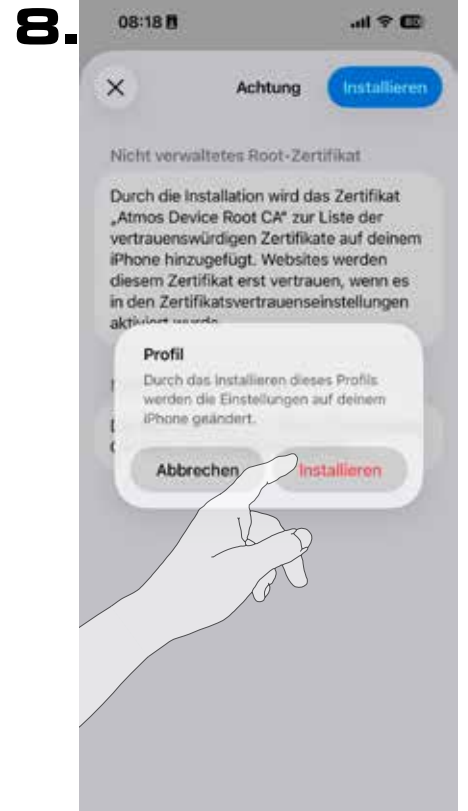 8.
08:18
Achtung
Installieren
Nicht verwaltetes Root-Zertifikat
Durch die Installation wird das Zertifikat
„Atmos Device Root CA“ zur Liste der
vertrauenswürdigen Zertifikate auf deinem
iPhone hinzugefügt. Websites werden
diesem Zertifikat erst vertrauen, wenn es
in den Zertifikatsvertrauenseinstellungen
aktiviert wurde.
Profil
Durch das Installieren dieses Profils
werden die Einstellungen auf deinem
iPhone geändert.
Abbrechen
Installieren